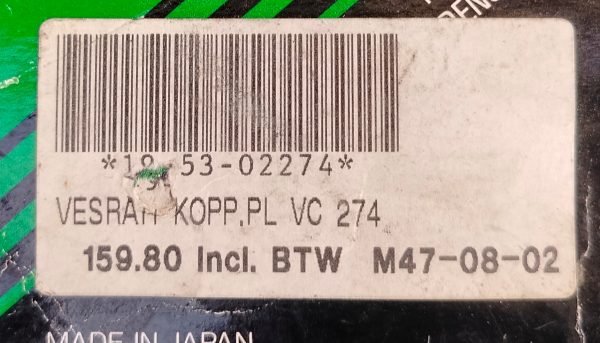 53-02274*
VESRAH KOPP.PL VC 274
159.80 Incl. BTW M47-08-02
MADE IN JAPAN